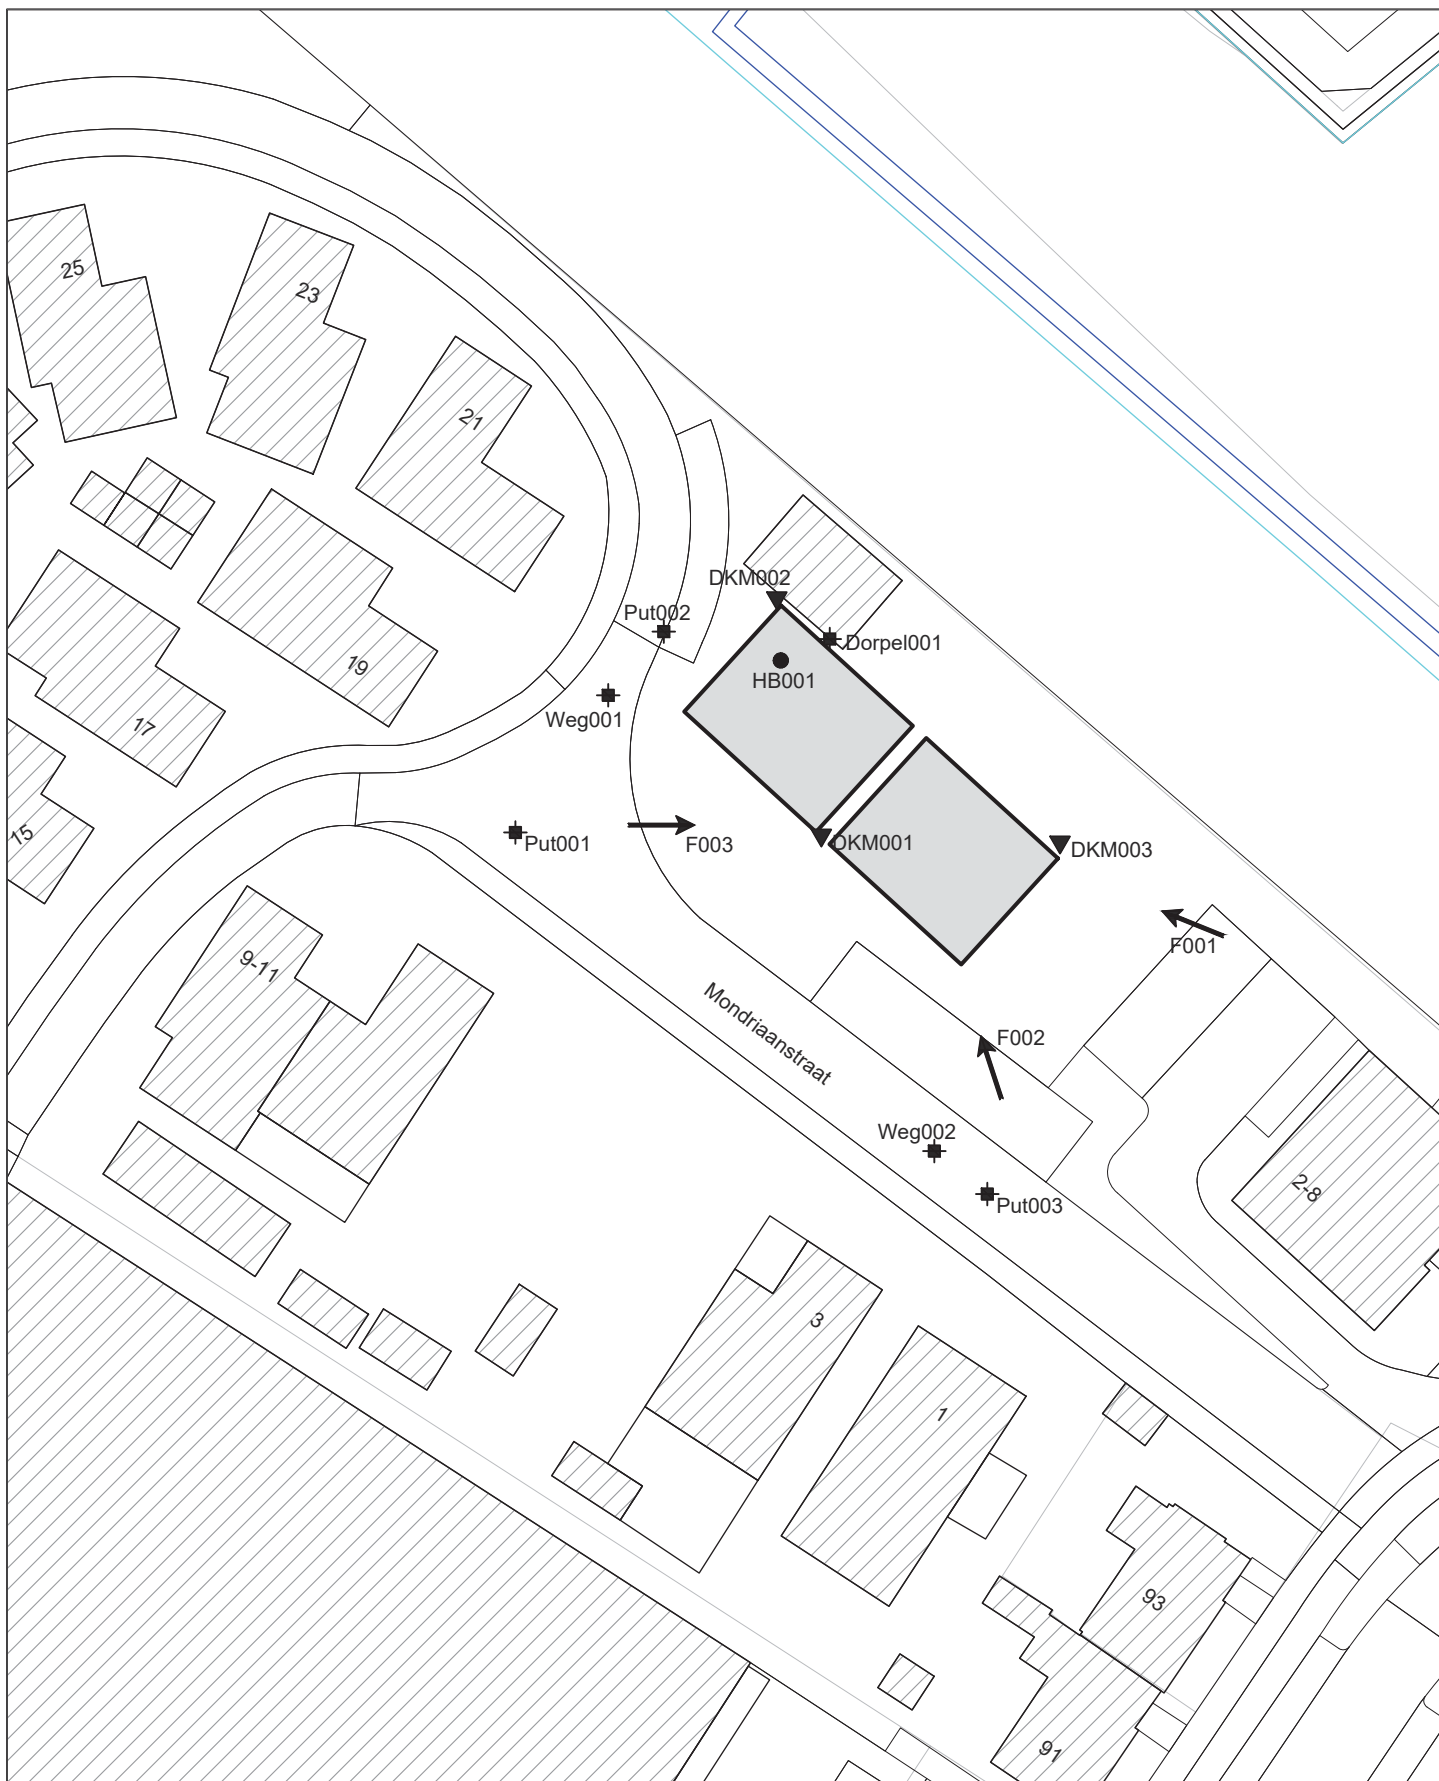 25
23
21
DKM002
Put002
Dorpel001
19
HB001
Weg001
17
15
Put001
F003
DKM001
DKM003
F001
9-11
Mondriaanstraat
F002
Weg002
2-8
Put003
3
1
93
91